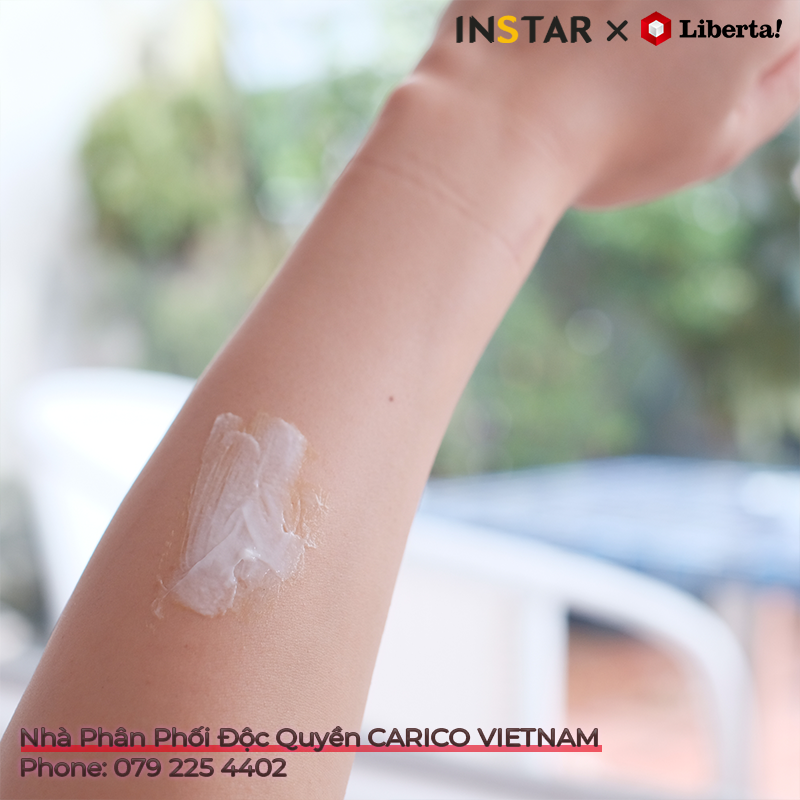 INSTAR × Liberta!
Nhà Phân Phối Độc Quyền CARICO VIETNAM
Phone: 079 225 4402